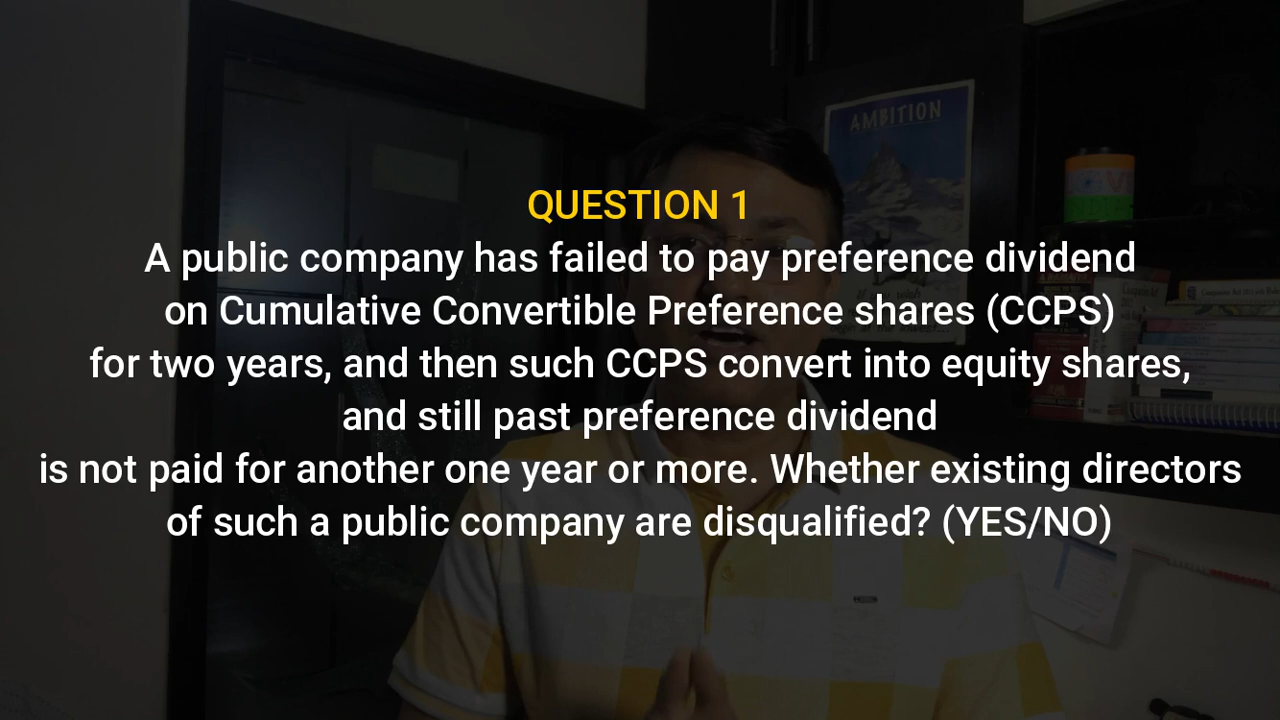 AMBITION
QUESTION 1
A public company has failed to pay preference dividend
on Cumulative Convertible Preference shares (CCPS)
for two years, and then such CCPS convert into equity shares,
and still past preference dividend
is not paid for another one year or more. Whether existing directors
of such a public company are disqualified? (YES/NO)